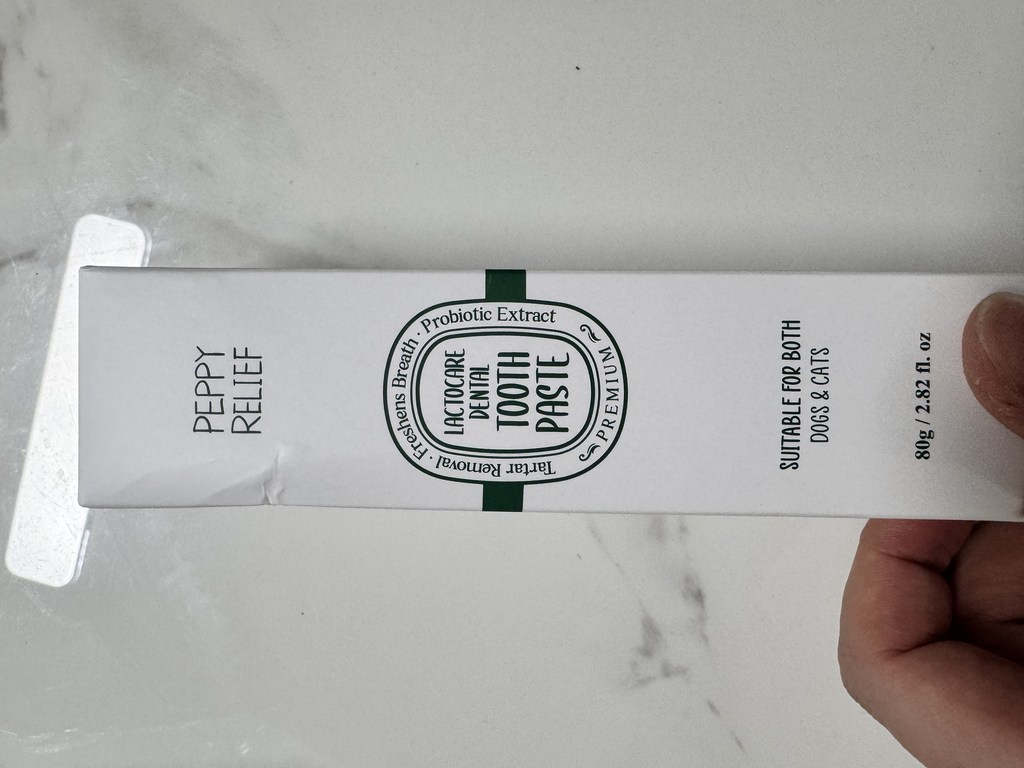 PEPPY
RELIEF
Tartar Removal · Freshens Breath · Probiotic Extract
LACTOCARE
DENTAL
TOOTH
PASTE
PREMIUM
SUITABLE FOR BOTH
DOGS & CATS
80g / 2.82 fl. oz